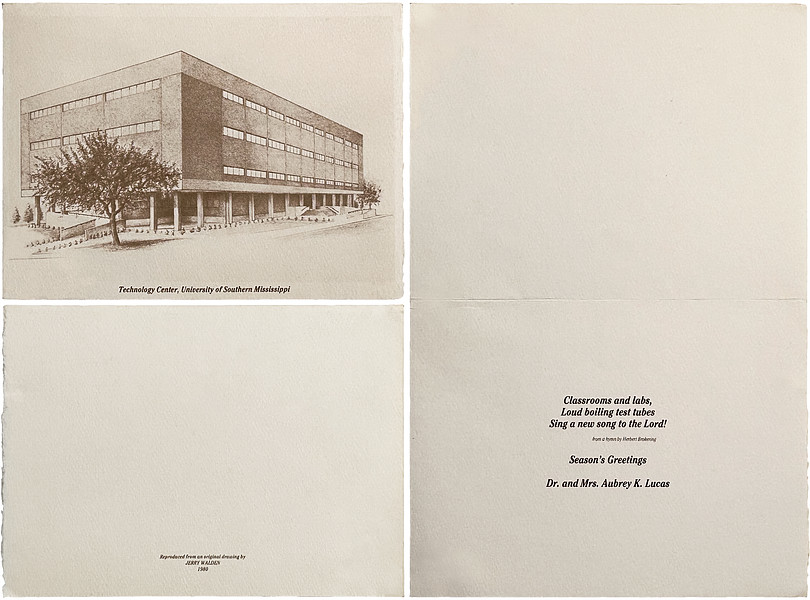 Technology Center, University of Southern Mississippi
Reproduced from an original drawing by
JERRY WALDEN
1980
Classrooms and labs,
Loud boiling test tubes
Sing a new song to the Lord!
from a hymn by Herbert Brokering
Season's Greetings
Dr. and Mrs. Aubrey K. Lucas